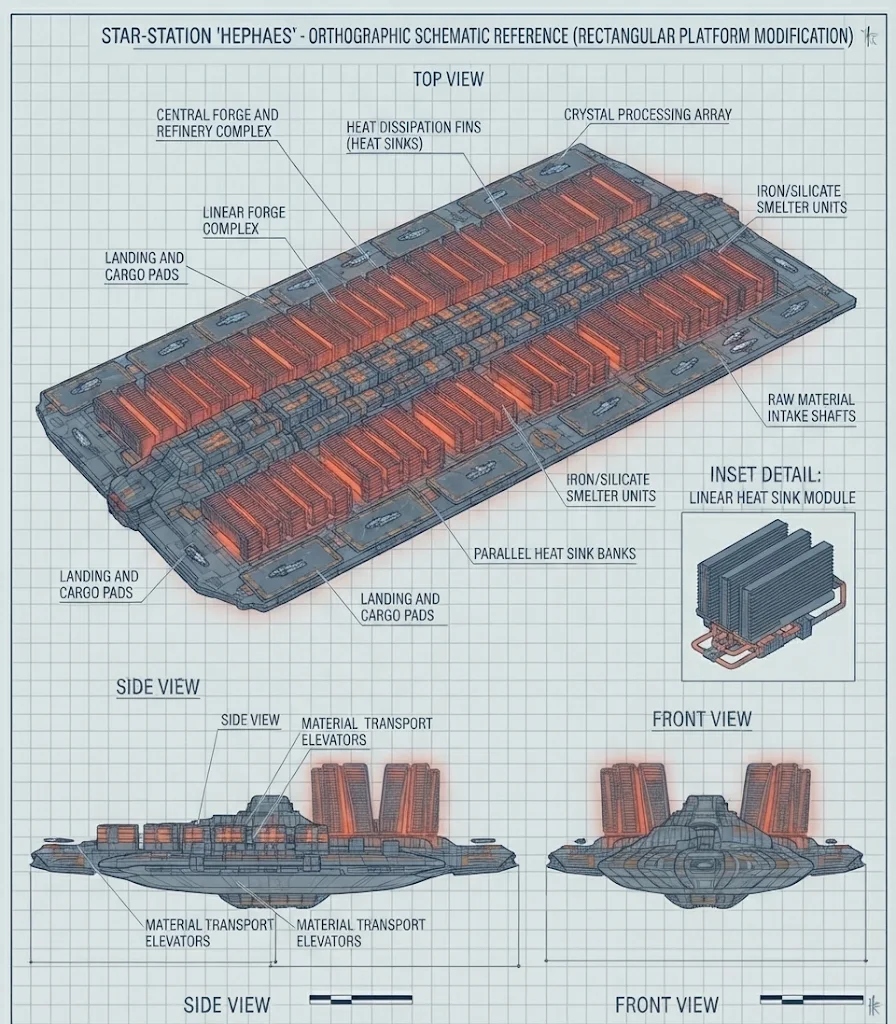 STAR-STATION 'HEPHAES' - ORTHOGRAPHIC SCHEMATIC REFERENCE (RECTANGULAR PLATFORM MODIFICATION)
TOP VIEW
CENTRAL FORGE AND
REFINERY COMPLEX
HEAT DISSIPATION FINS
(HEAT SINKS)
CRYSTAL PROCESSING ARRAY
IRON/SILICATE
SMELTER UNITS
LINEAR FORGE
COMPLEX
LANDING AND
CARGO PADS
RAW MATERIAL
INTAKE SHAFTS
IRON/SILICATE
SMELTER UNITS
INSET DETAIL:
LINEAR HEAT SINK MODULE
PARALLEL HEAT SINK BANKS
LANDING AND
CARGO PADS
LANDING AND
CARGO PADS
SIDE VIEW
SIDE VIEW
MATERIAL TRANSPORT
ELEVATORS
FRONT VIEW
MATERIAL TRANSPORT
ELEVATORS
MATERIAL TRANSPORT
ELEVATORS
SIDE VIEW
FRONT VIEW